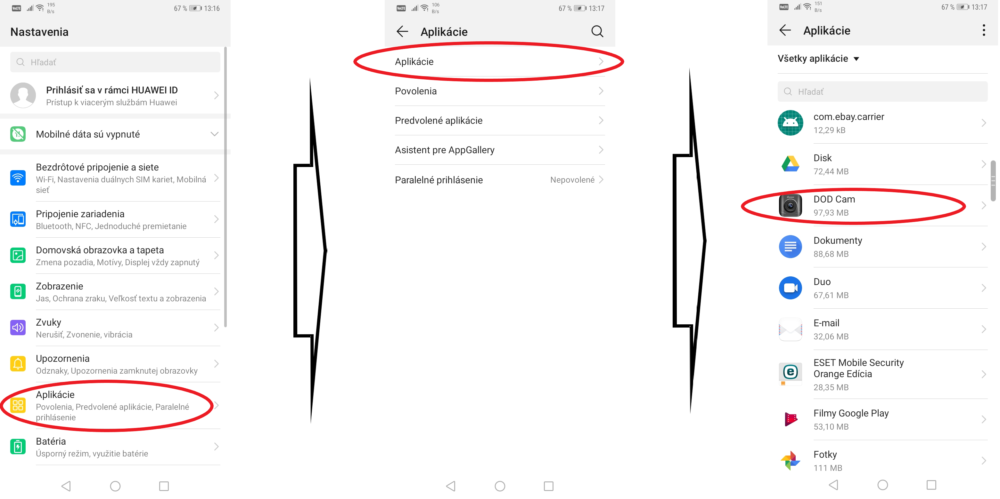 VoLTE 195 B/s 67 % 13:16
Nastavenia
Hľadať
Prihlásiť sa v rámci HUAWEI ID
Prístup k viacerým službám Huawei
Mobilné dáta sú vypnuté
Bezdrôtové pripojenie a siete
Wi-Fi, Nastavenia duálnych SIM kariet, Mobilná
sieť
Pripojenie zariadenia
Bluetooth, NFC, Jednoduché premietanie
Domovská obrazovka a tapeta
Zmena pozadia, Motívy, Displej vždy zapnutý
Zobrazenie
Jas, Ochrana zraku, Veľkosť textu a zobrazenia
Zvuky
Nerušiť, Zvonenie, vibrácia
Upozornenia
Odznaky, Upozornenia zamknutej obrazovky
Aplikácie
Povolenia, Predvolené aplikácie, Paralelné
prihlásenie
Batéria
Úsporný režim, využitie batérie
VoLTE 106 B/s 67 % 13:17
Aplikácie
Aplikácie
Povolenia
Predvolené aplikácie
Asistent pre AppGallery
Paralelné prihlásenie Nepovolené
VoLTE 151 B/s 67 % 13:17
Aplikácie
Všetky aplikácie
Hľadať
com.ebay.carrier
12,29 kB
Disk
72,44 MB
DOD Cam
97,93 MB
Dokumenty
88,68 MB
Duo
67,61 MB
E-mail
32,06 MB
ESET Mobile Security
Orange Edícia
28,35 MB
Filmy Google Play
53,10 MB
Fotky
111 MB